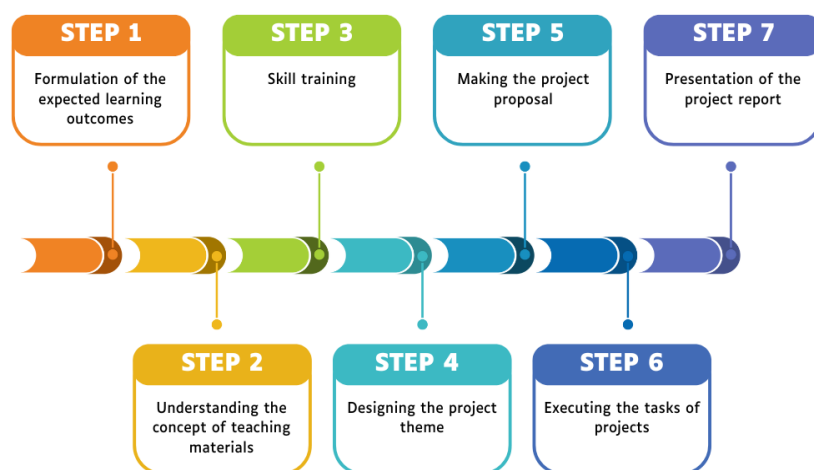 STEP 1
Formulation of the
expected learning
outcomes
STEP 2
Understanding the
concept of teaching
materials
STEP 3
Skill training
STEP 4
Designing the project
theme
STEP 5
Making the project
proposal
STEP 6
Executing the tasks of
projects
STEP 7
Presentation of the
project report